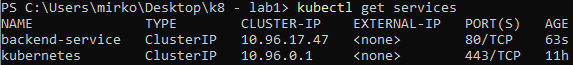 PS C:\Users\mirko\Desktop\k8 - lab1> kubectl get services
NAME TYPE CLUSTER-IP EXTERNAL-IP PORT(S) AGE
backend-service ClusterIP 10.96.17.47 <none> 80/TCP 63s
kubernetes ClusterIP 10.96.0.1 <none> 443/TCP 11h